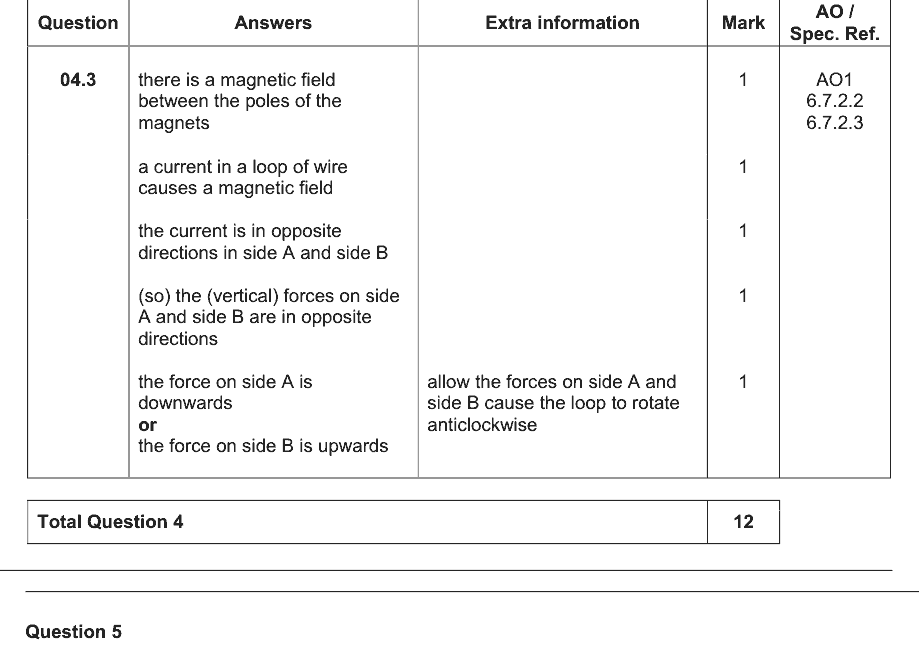 Question Answers Extra information Mark AO /
Spec. Ref.
04.3 there is a magnetic field 1 AO1
between the poles of the 6.7.2.2
magnets 6.7.2.3
a current in a loop of wire 1
causes a magnetic field
the current is in opposite 1
directions in side A and side B
(so) the (vertical) forces on side 1
A and side B are in opposite
directions
the force on side A is allow the forces on side A and 1
downwards side B cause the loop to rotate
or anticlockwise
the force on side B is upwards
Total Question 4 12
Question 5